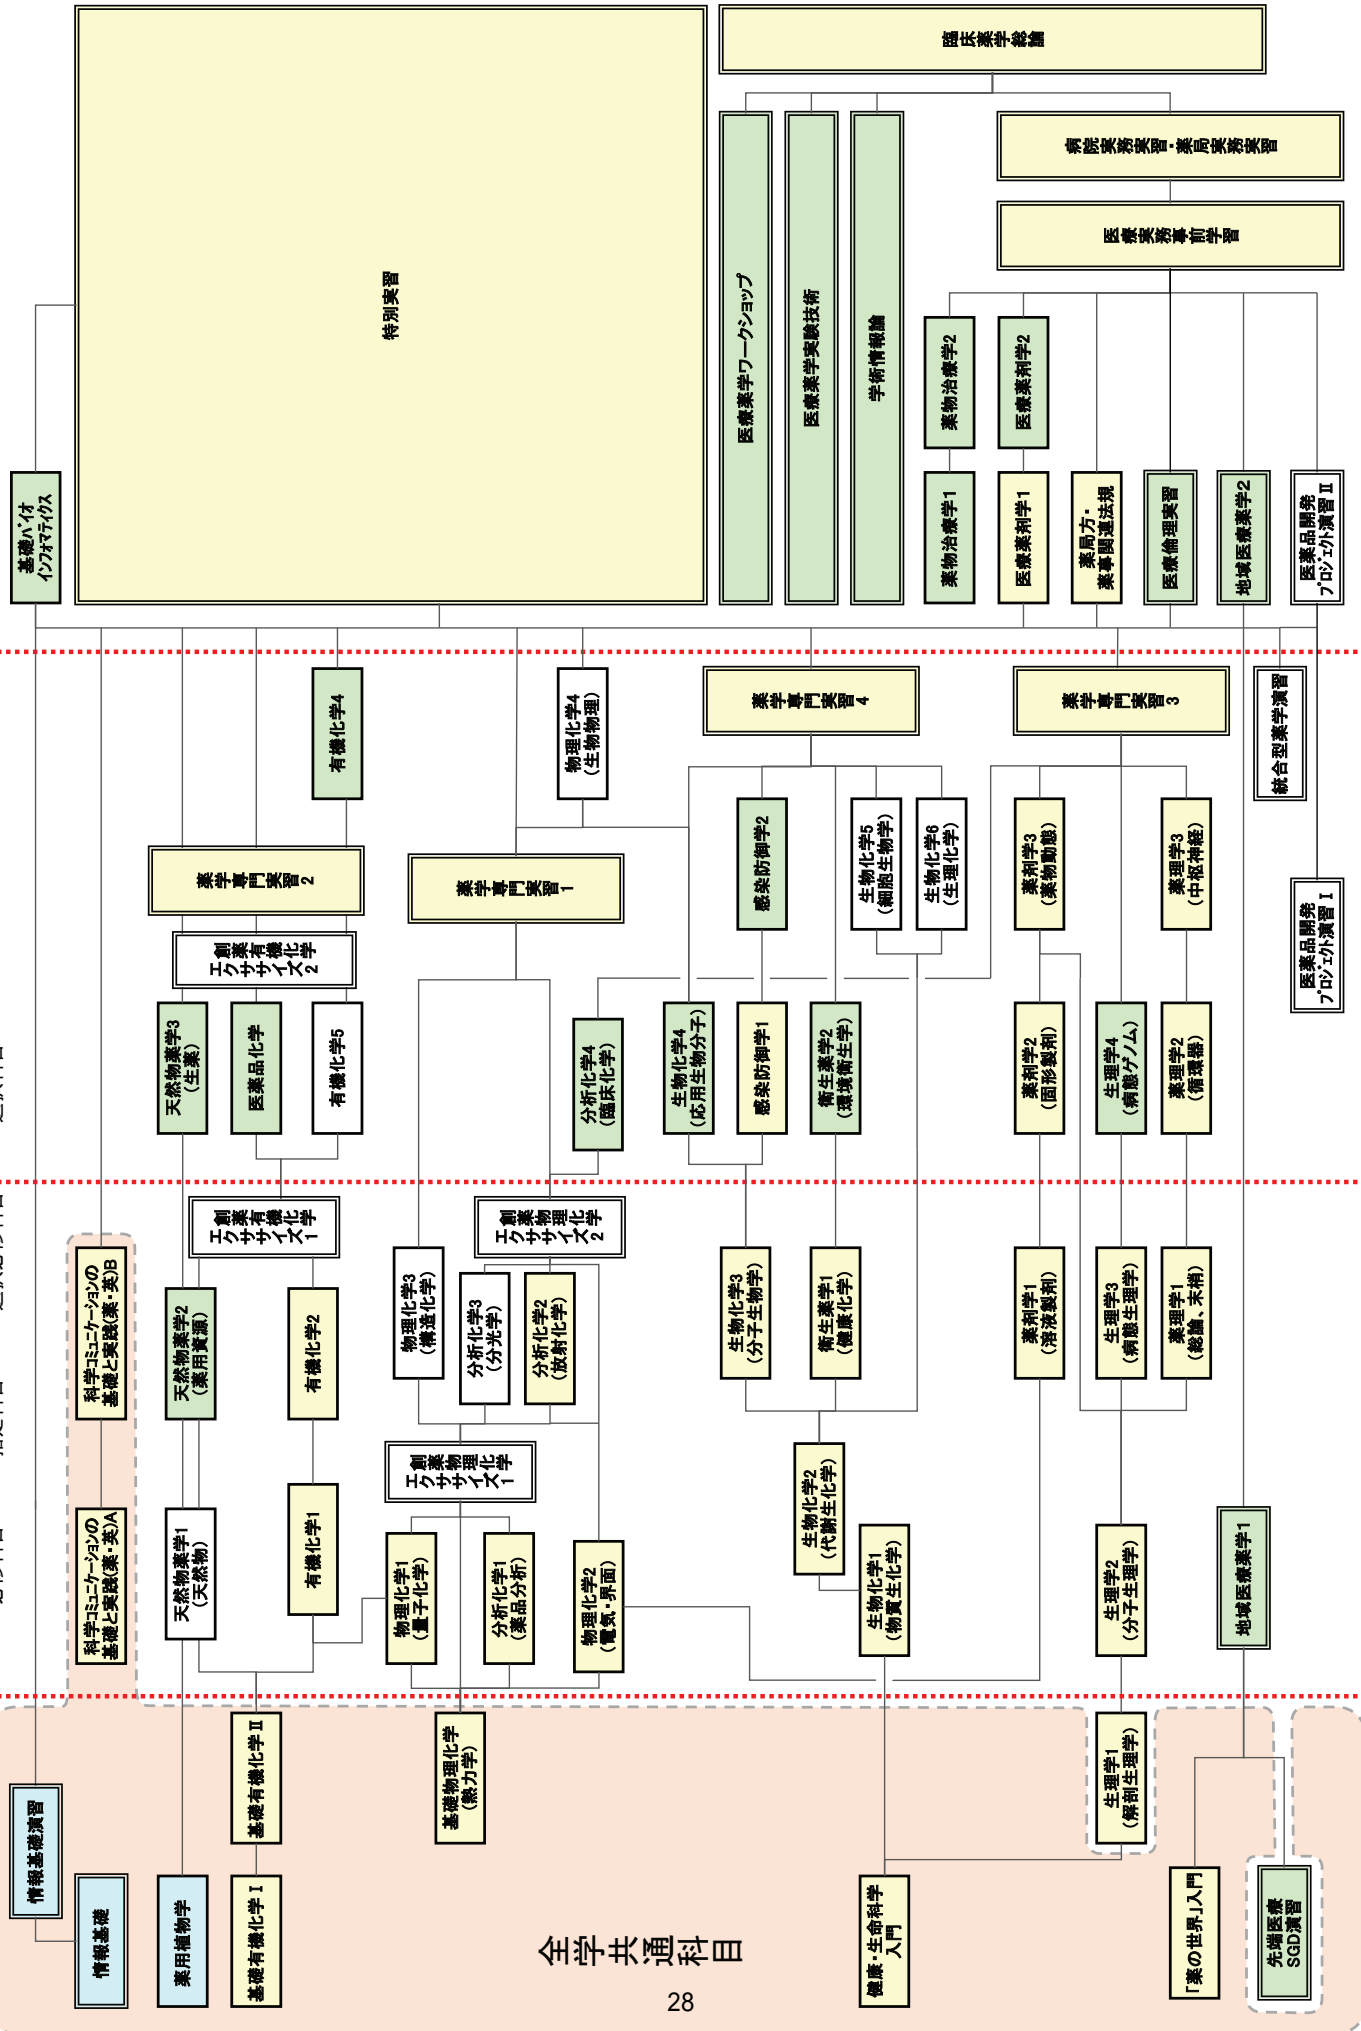 基礎バイオ
インフォマティクス
特別実習
臨床薬学総論
医療薬学ワークショップ
医療薬学実験技術
学術情報論
病院実務実習・薬局実務実習
医療実務事前学習
薬物治療学2
医療薬剤学2
薬物治療学1
医療薬剤学1
薬局方・
薬事関連法規
医療倫理実習
地域医療薬学2
医薬品開発
プロジェクト演習Ⅱ
有機化学4
物理化学4
(生物物理)
薬学専門実習4
薬学専門実習3
統合型薬学演習
薬学専門実習2
薬学専門実習1
感染防御学2
生物化学5
(細胞生物学)
生物化学6
(生理化学)
薬剤学3
(薬物動態)
薬理学3
(中枢神経)
医薬品開発
プロジェクト演習Ⅰ
創薬有機化学
エクササイズ
2
天然物薬学3
(生薬)
医薬品化学
有機化学5
分析化学4
(臨床化学)
生物化学4
(応用生物分子)
感染防御学1
衛生薬学2
(環境衛生学)
薬剤学2
(固形製剤)
生理学4
(病態ゲノム)
薬理学2
(循環器)
創薬有機化学
エクササイズ
1
創薬物理化学
エクササイズ
2
科学コミュニケーションの
基礎と実践(薬・英)B
天然物薬学2
(薬用資源)
有機化学2
物理化学3
(構造化学)
分析化学3
(分光学)
分析化学2
(放射化学)
生物化学3
(分子生物学)
衛生薬学1
(健康化学)
薬剤学1
(溶液製剤)
生理学3
(病態生理学)
薬理学1
(総論、末梢)
創薬物理化学
エクササイズ
1
科学コミュニケーションの
基礎と実践(薬・英)A
天然物薬学1
(天然物)
有機化学1
物理化学1
(量子化学)
分析化学1
(薬品分析)
物理化学2
(電気・界面)
生物化学2
(代謝生化学)
生物化学1
(物質生化学)
生理学2
(分子生理学)
地域医療薬学1
情報基礎演習
情報基礎
薬用植物学
基礎有機化学Ⅱ
基礎有機化学Ⅰ
基礎物理化学
(熱力学)
生理学1
(解剖生理学)
健康・生命科学
入門
「薬の世界」入門
先端医療
SGD演習
全学共通科目
28